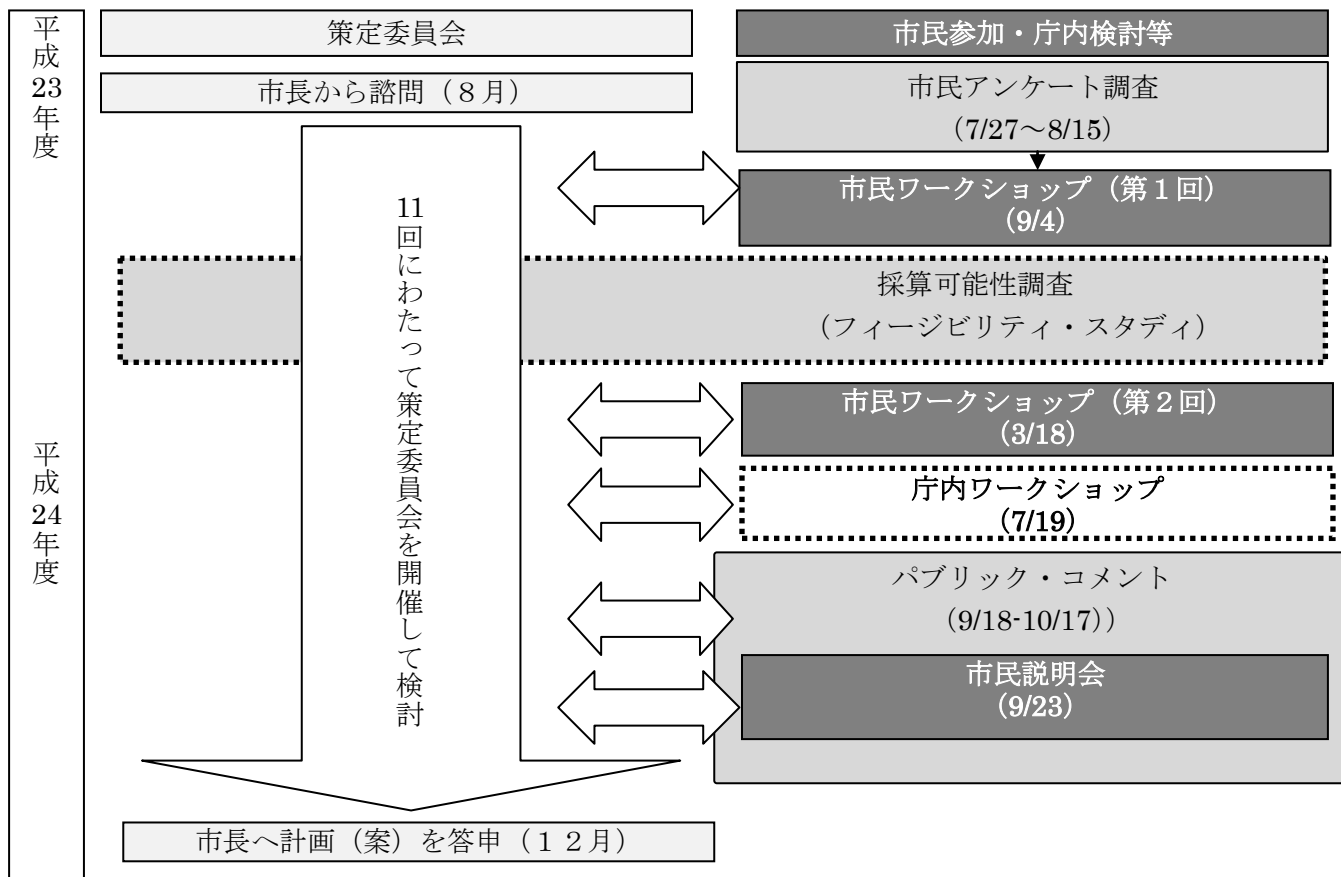 平成23年度
平成24年度
策定委員会
市長から諮問（８月）
11回にわたって策定委員会を開催して検討
市長へ計画（案）を答申（１２月）
市民参加・庁内検討等
市民アンケート調査
（7/27～8/15）
市民ワークショップ（第１回）
（9/4）
採算可能性調査
（フィージビリティ・スタディ）
市民ワークショップ（第２回）
（3/18）
庁内ワークショップ
（7/19）
パブリック・コメント
（9/18-10/17））
市民説明会
（9/23）